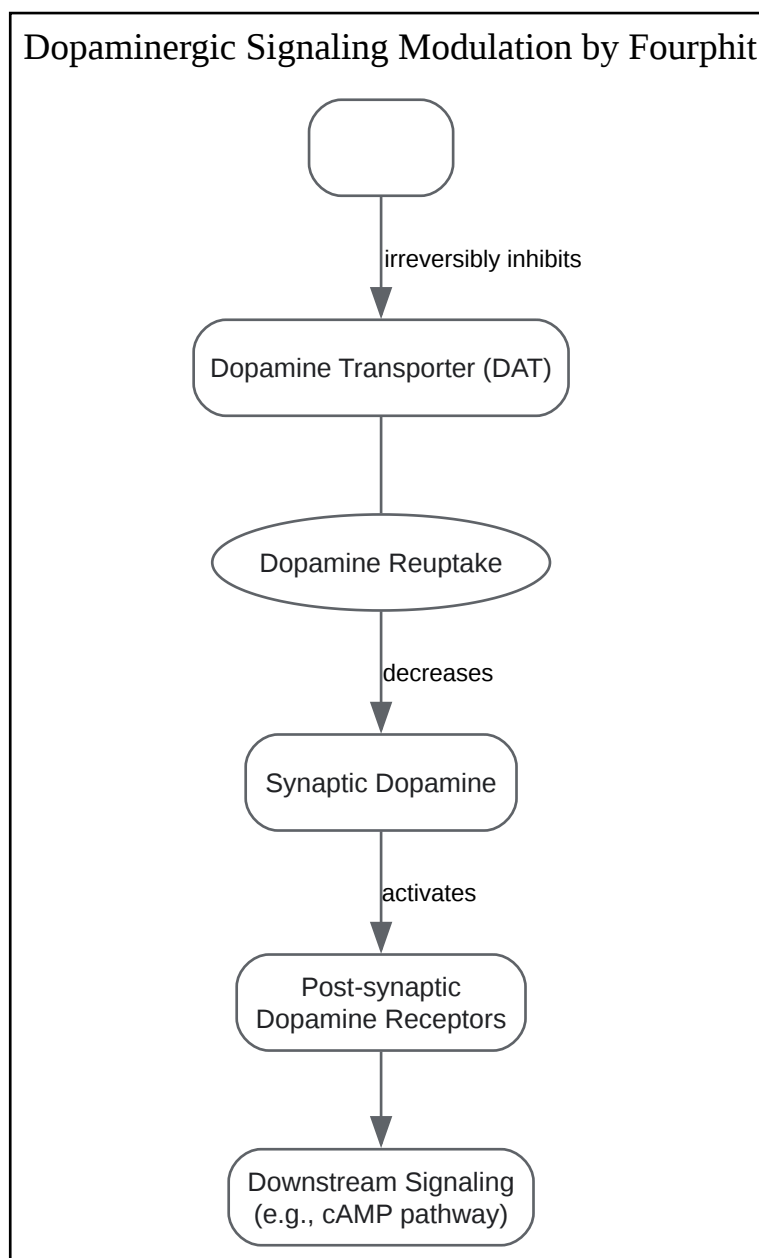 Dopaminergic Signaling Modulation by Fourphit
irreversibly inhibits
Dopamine Transporter (DAT)
Dopamine Reuptake
decreases
Synaptic Dopamine
activates
Post-synaptic
Dopamine Receptors
Downstream Signaling
(e.g., cAMP pathway)